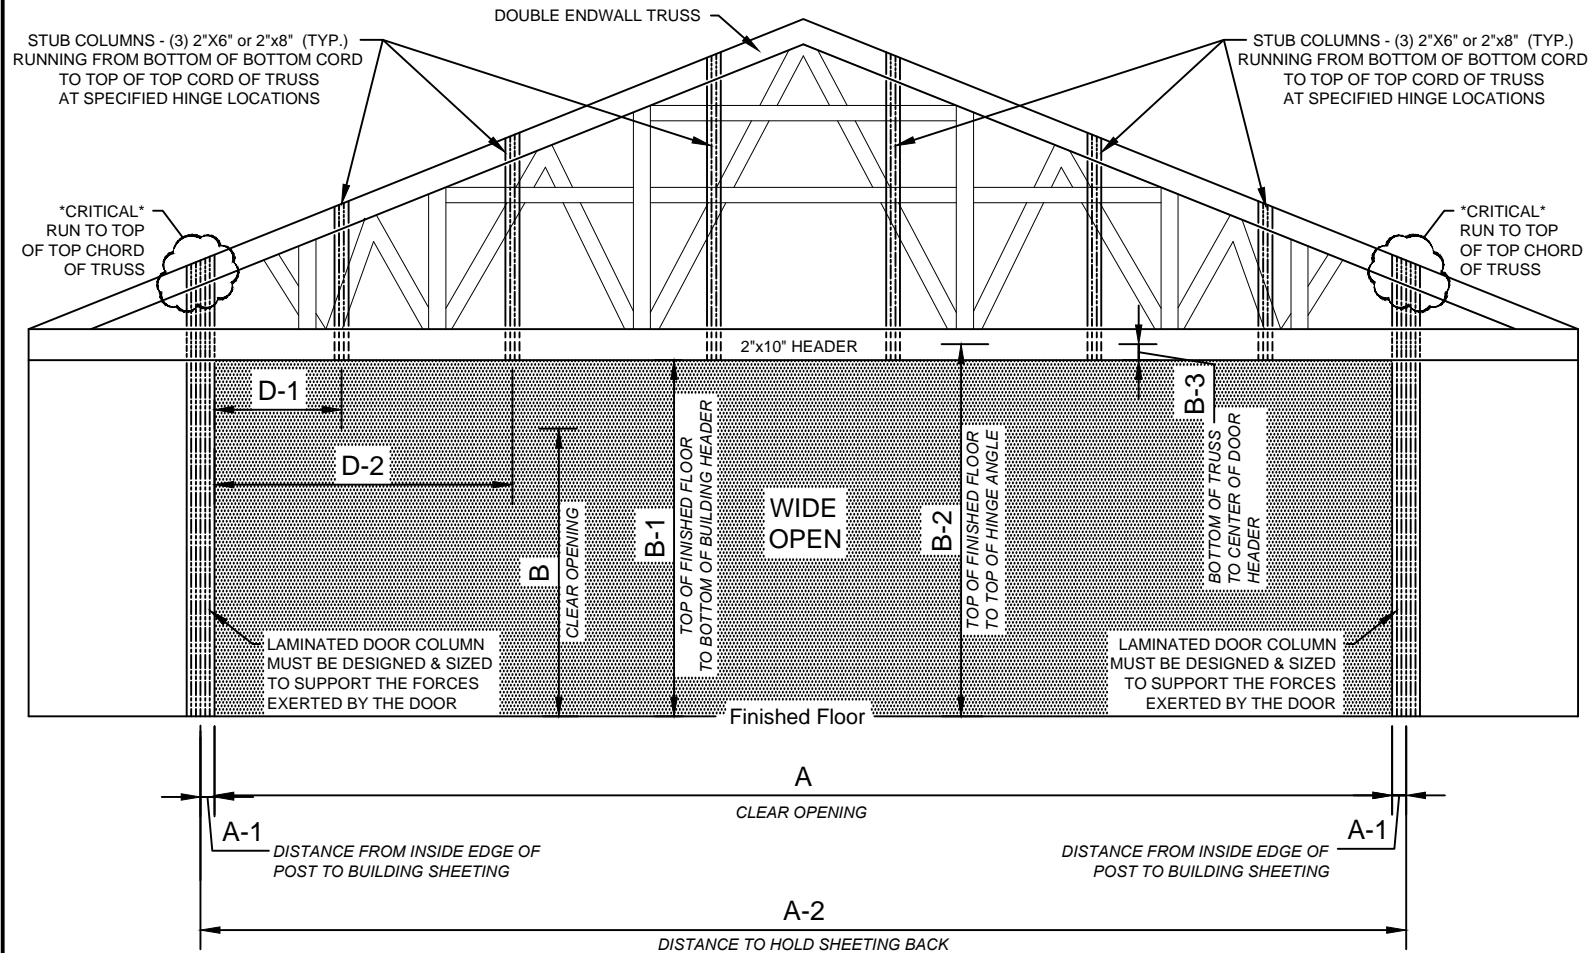 DOUBLE ENDWALL TRUSS
STUB COLUMNS - (3) 2"X6" or 2"x8" (TYP.)
RUNNING FROM BOTTOM OF BOTTOM CORD
TO TOP OF TOP CORD OF TRUSS
AT SPECIFIED HINGE LOCATIONS
STUB COLUMNS - (3) 2"X6" or 2"x8" (TYP.)
RUNNING FROM BOTTOM OF BOTTOM CORD
TO TOP OF TOP CORD OF TRUSS
AT SPECIFIED HINGE LOCATIONS
*CRITICAL*
RUN TO TOP
OF TOP CHORD
OF TRUSS
*CRITICAL*
RUN TO TOP
OF TOP CHORD
OF TRUSS
2"x10" HEADER
D-1
D-2
B
CLEAR OPENING
B-1
TOP OF FINISHED FLOOR
TO BOTTOM OF BUILDING HEADER
WIDE
OPEN
B-2
TOP OF FINISHED FLOOR
TO TOP OF HINGE ANGLE
B-3
BOTTOM OF TRUSS
TO CENTER OF DOOR
HEADER
LAMINATED DOOR COLUMN
MUST BE DESIGNED & SIZED
TO SUPPORT THE FORCES
EXERTED BY THE DOOR
LAMINATED DOOR COLUMN
MUST BE DESIGNED & SIZED
TO SUPPORT THE FORCES
EXERTED BY THE DOOR
Finished Floor
A
CLEAR OPENING
A-1
DISTANCE FROM INSIDE EDGE OF
POST TO BUILDING SHEETING
A-1
DISTANCE FROM INSIDE EDGE OF
POST TO BUILDING SHEETING
A-2
DISTANCE TO HOLD SHEETING BACK